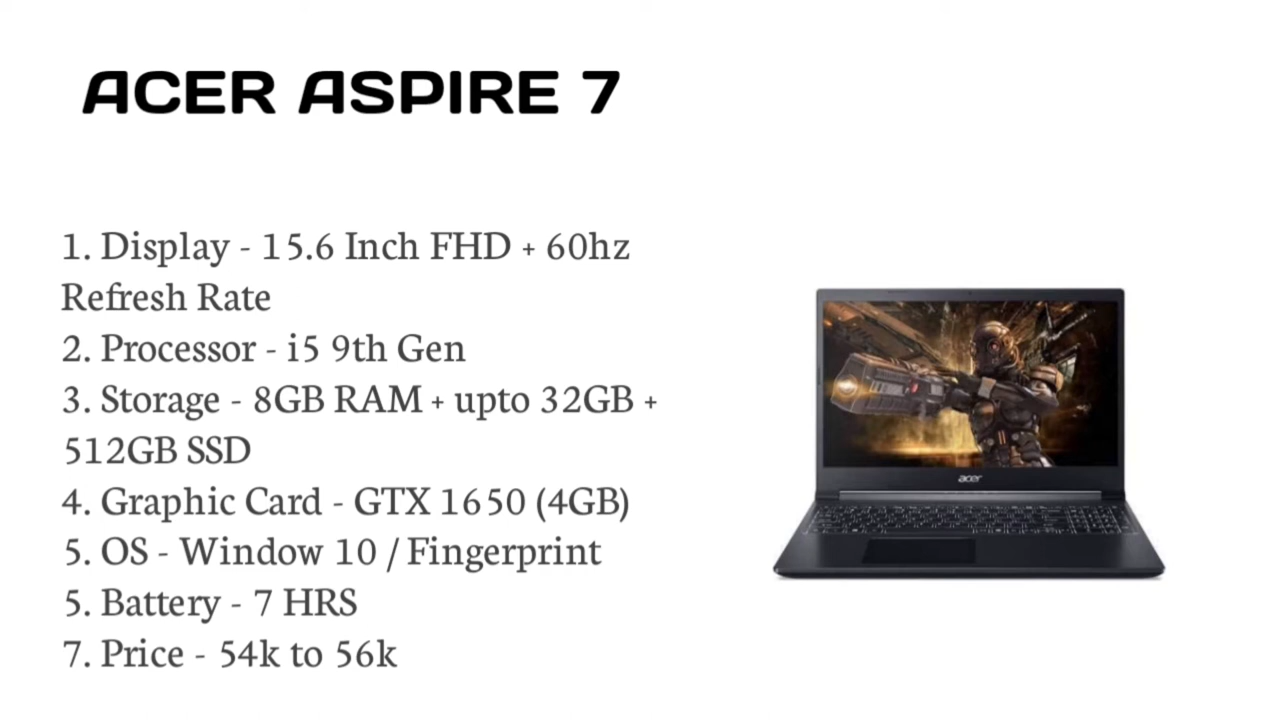 ACER ASPIRE 7
1. Display - 15.6 Inch FHD + 60hz
Refresh Rate
2. Processor - i5 9th Gen
3. Storage - 8GB RAM + upto 32GB +
512GB SSD
4. Graphic Card - GTX 1650 (4GB)
5. OS - Window 10 / Fingerprint
5. Battery - 7 HRS
7. Price - 54k to 56k
acer